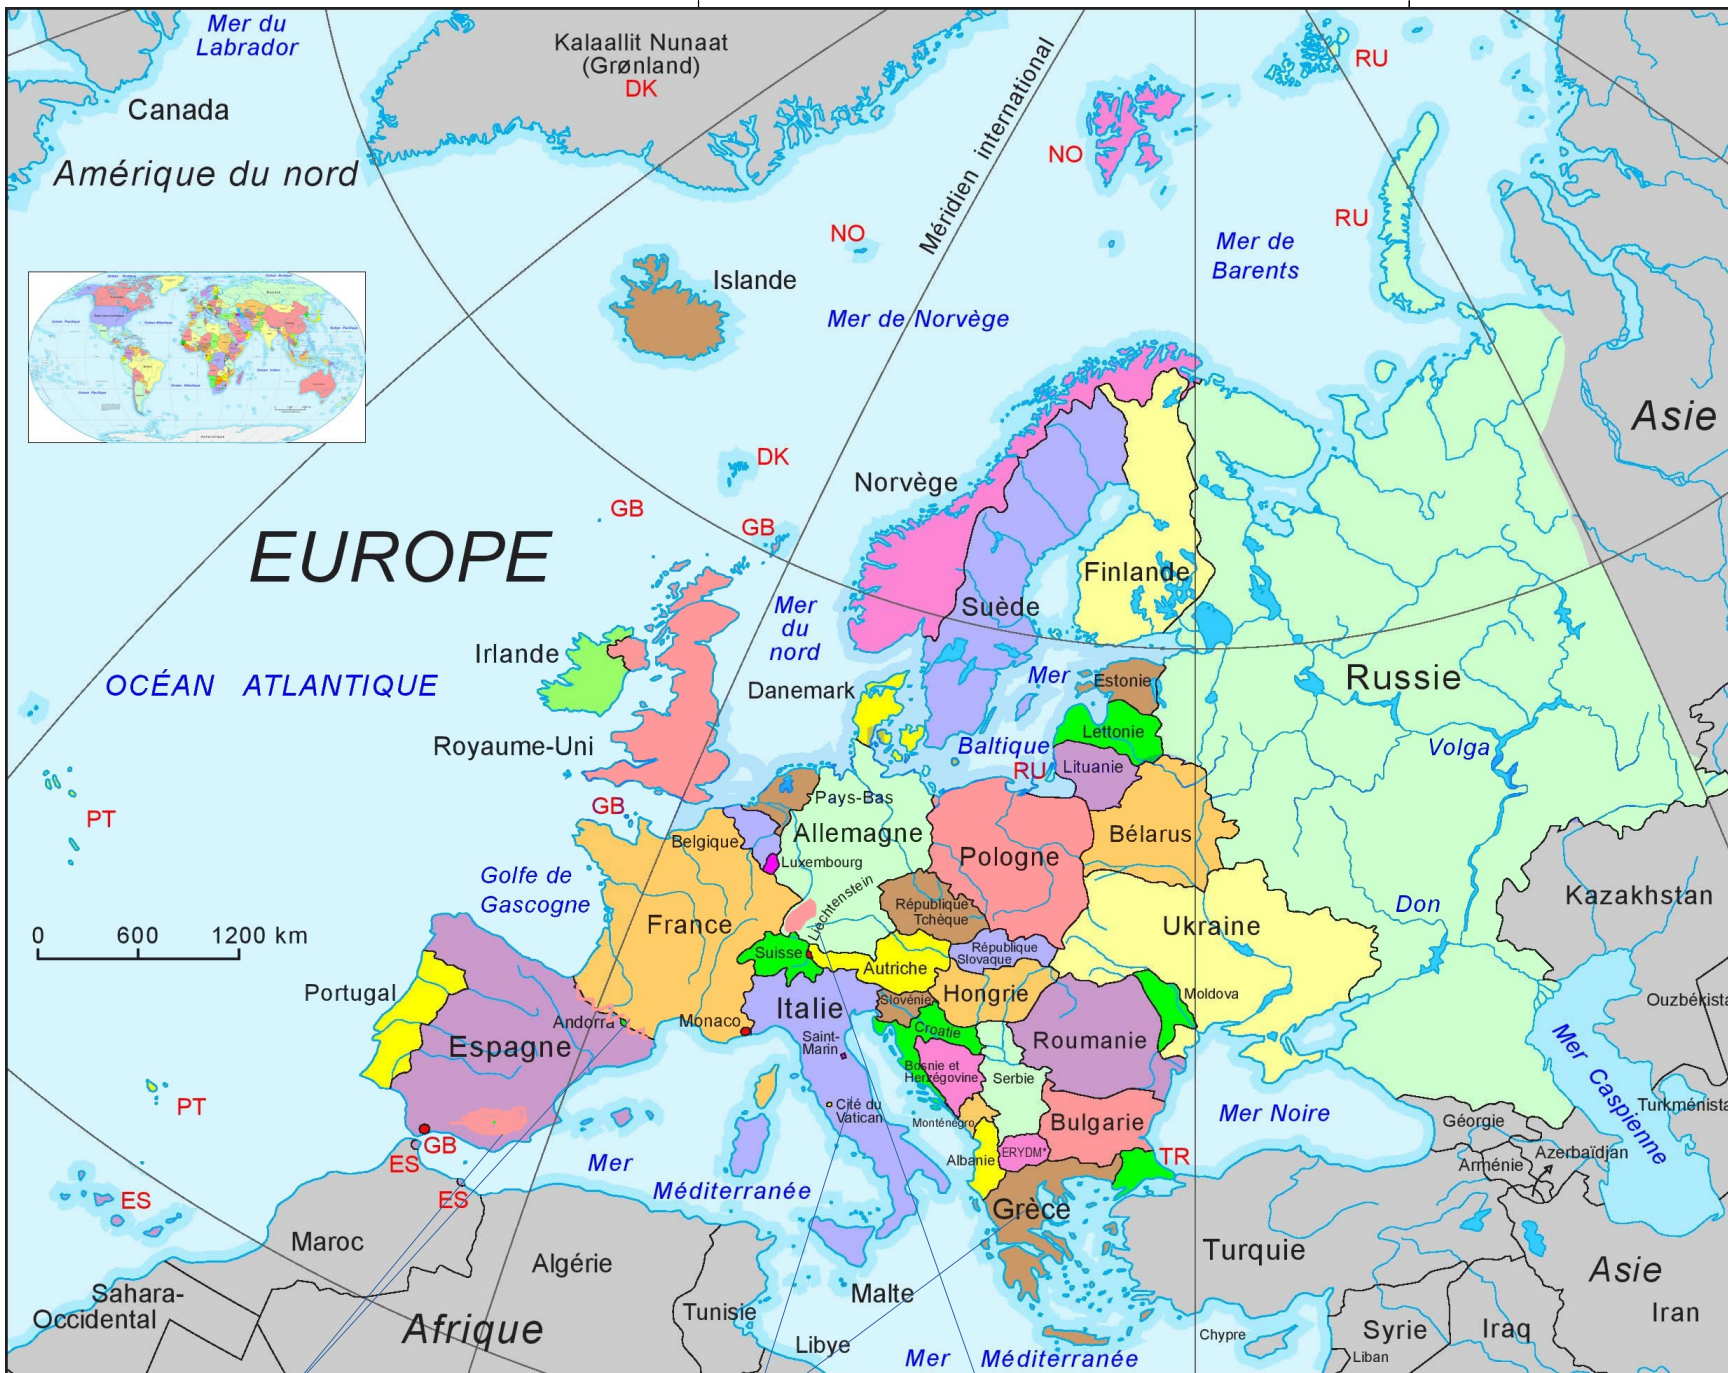 Mer du
Labrador
Kalaallit Nunaat
(Grønland)
DK
RU
Canada
Amérique du nord
Méridien international
NO
RU
NO
Mer de
Barents
Islande
Mer de Norvège
Asie
DK
Norvège
GB
GB
EUROPE
Finlande
Suède
Mer
du
nord
Irlande
OCÉAN ATLANTIQUE
Danemark
Mer
Estonie
Russie
Lettonie
Royaume-Uni
Baltique
Volga
RU
Lituanie
Pays-Bas
GB
PT
Belgique
Allemagne
Bélarus
Luxembourg
Pologne
Golfe de
Gascogne
Liechtenstein
République
Tchèque
Kazakhstan
Don
France
Ukraine
0 600 1200 km
Suisse
République
Slovaque
Autriche
Portugal
Hongrie
Moldova
Slovénie
Ouzbékista
Italie
Andorra
Monaco
Croatie
Saint-
Marin
Roumanie
Espagne
Bosnie et
Herzégovine
Serbie
Mer Caspienne
PT
Cité du
Vatican
Turkménista
Mer Noire
Monténégro
Bulgarie
Géorgie
GB
Azerbaïdjan
ERYDM*
TR
Albanie
Arménie
ES
Mer
Méditerranée
ES
ES
Grèce
Maroc
Turquie
Algérie
Asie
Sahara-
Occidental
Malte
Iran
Tunisie
Afrique
Syrie
Iraq
Chypre
Libye
Liban
Mer Méditerranée